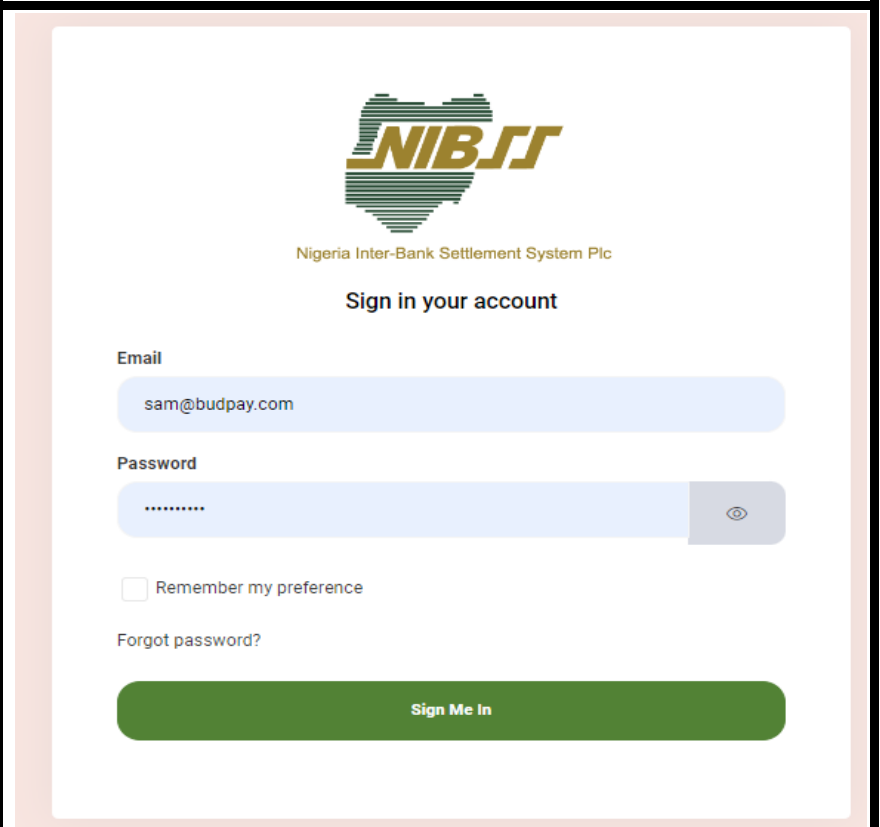 NIBSS
Nigeria Inter-Bank Settlement System Plc
Sign in your account
Email
sam@budpay.com
Password
••••••••••
Remember my preference
Forgot password?
Sign Me In